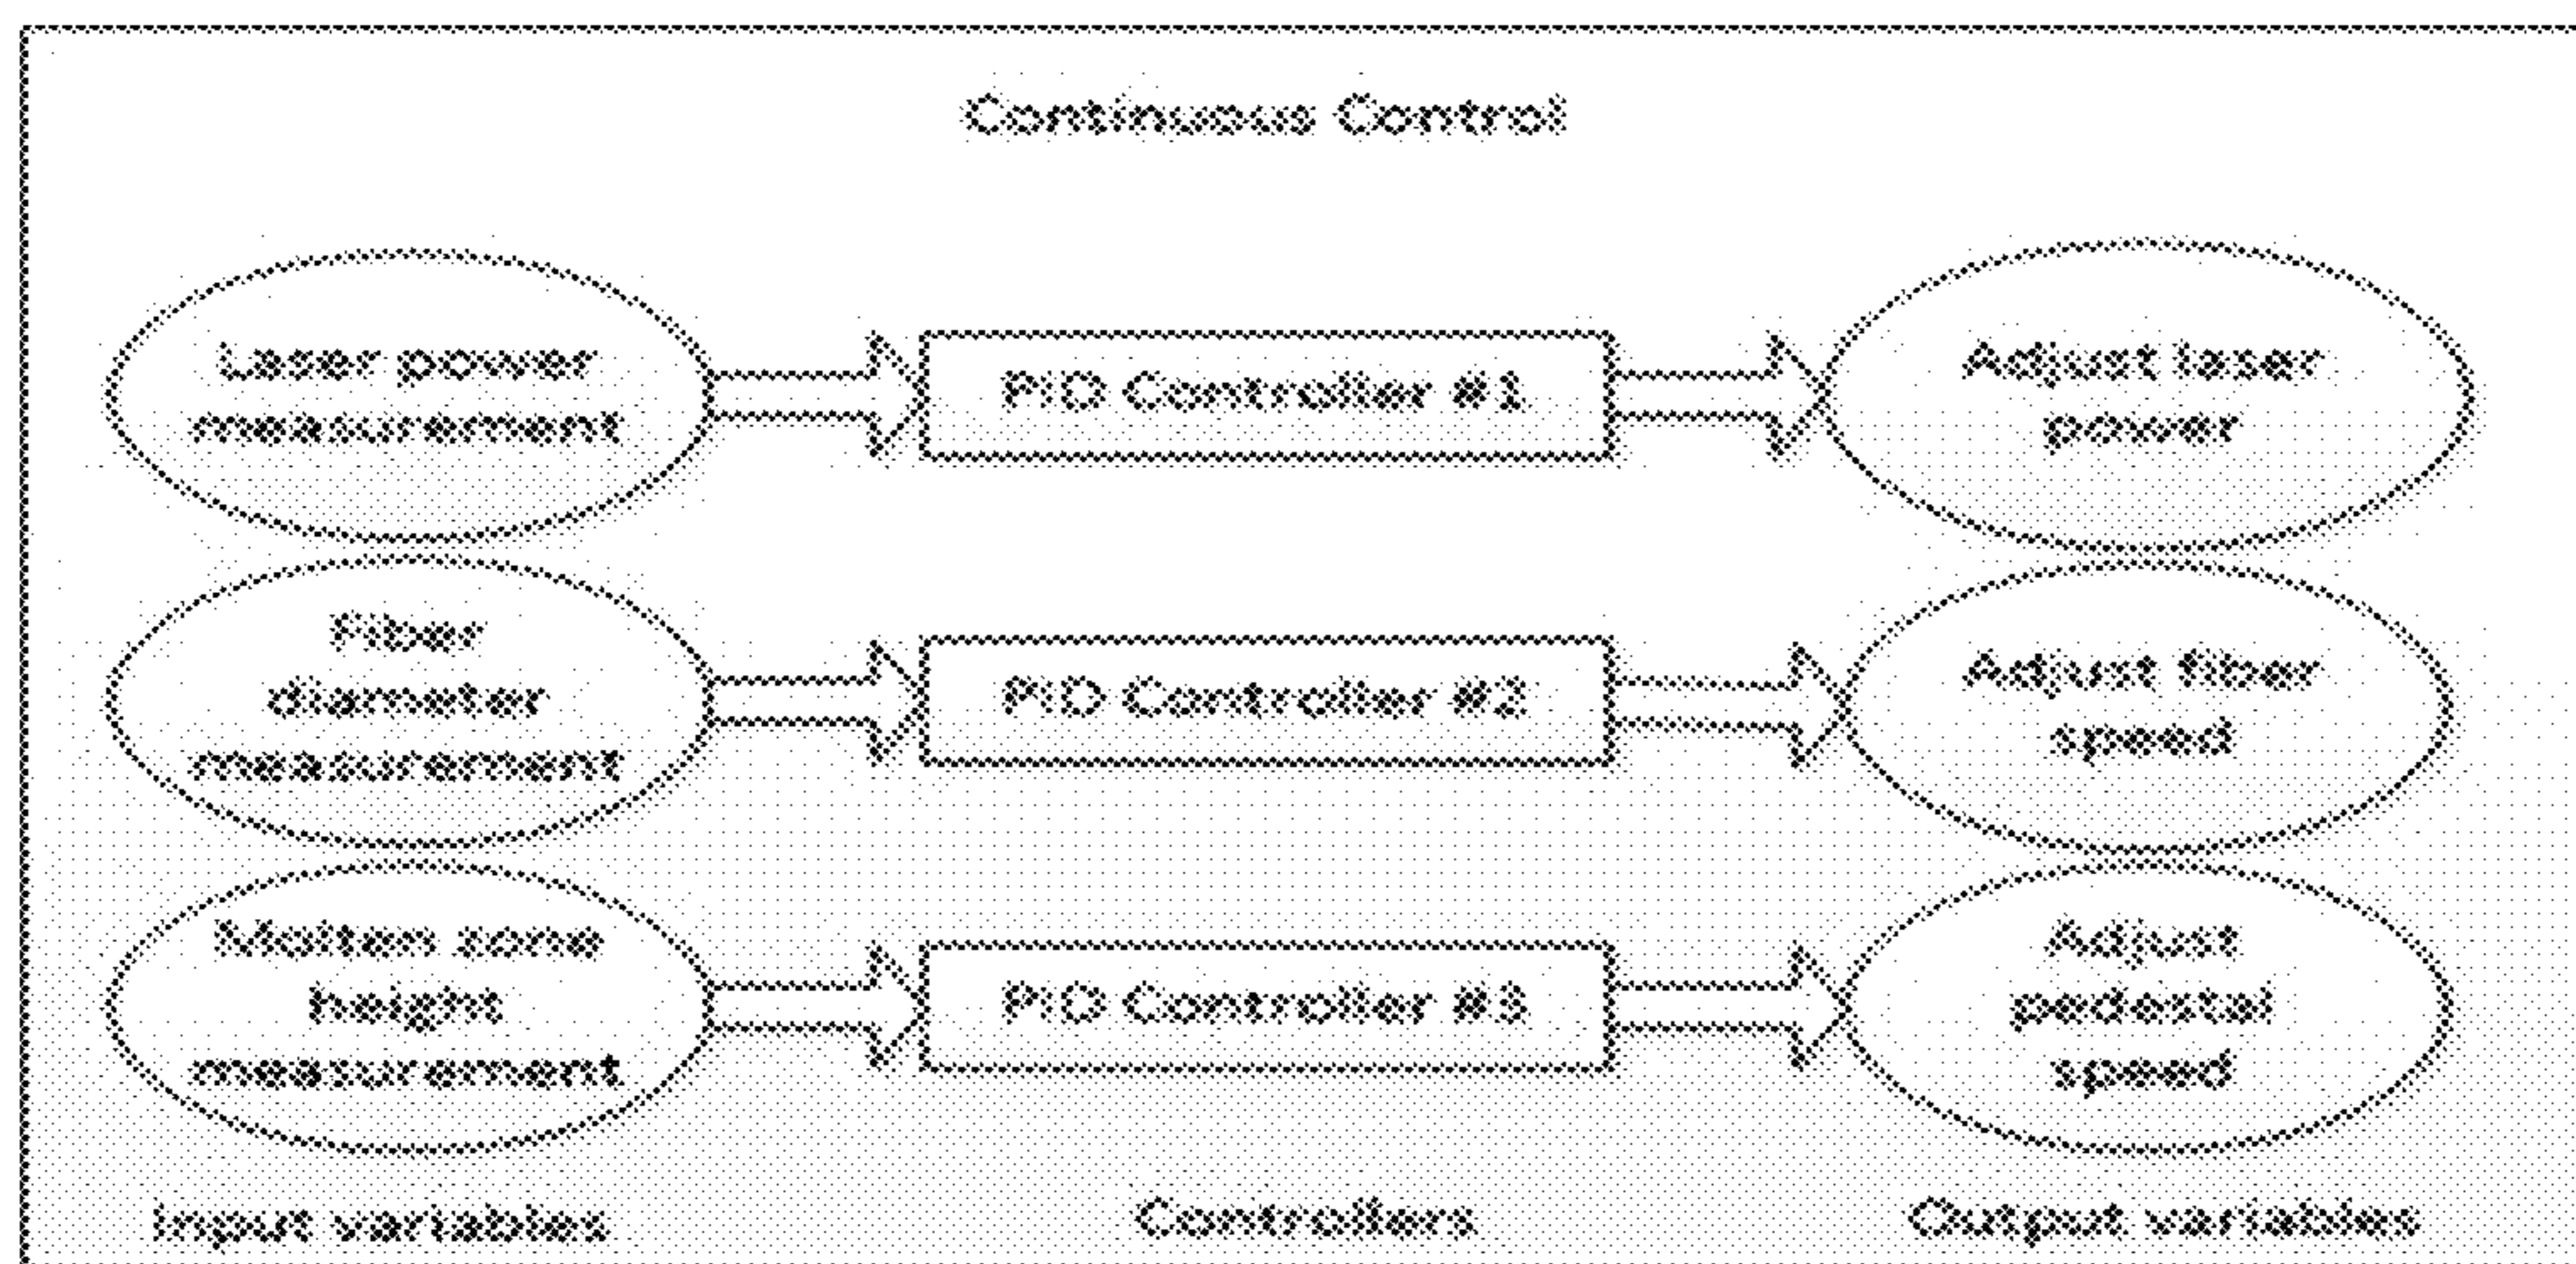 Continuous Control
Laser power
measurement
PID Controller #1
Adjust laser
power
Fiber
diameter
measurement
PID Controller #2
Adjust fiber
speed
Molten zone
height
measurement
PID Controller #3
Adjust
pedestal
speed
Input variables
Controllers
Output variables